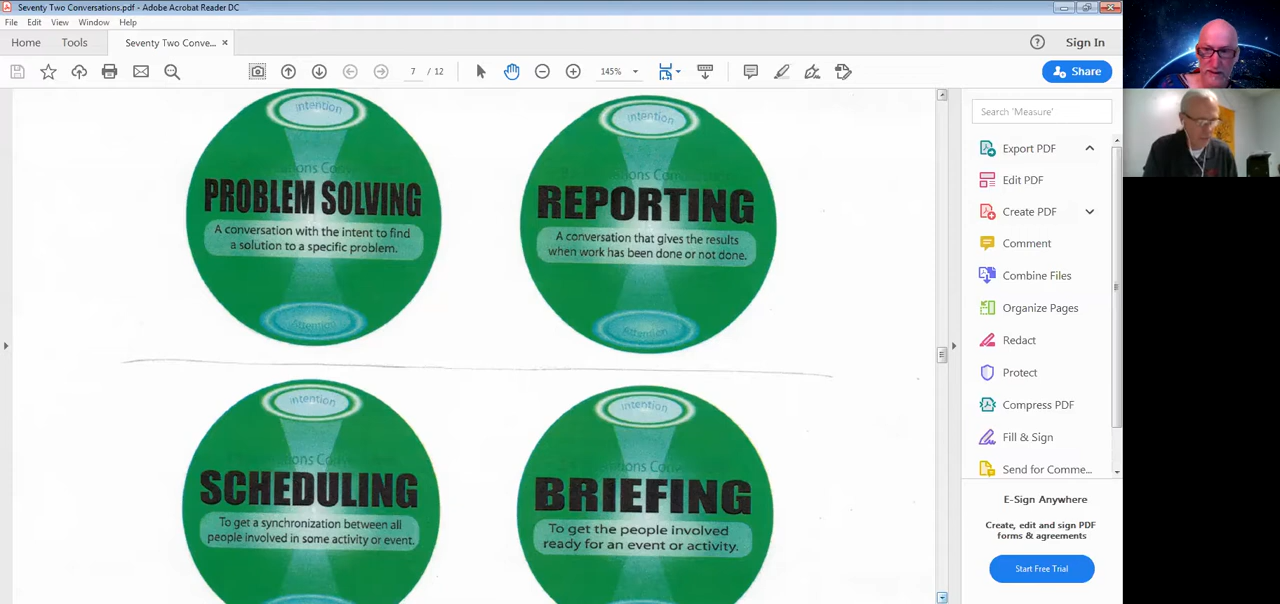 Seventy Two Conversations.pdf - Adobe Acrobat Reader DC
File Edit View Window Help
Home Tools Seventy Two Conve... ×
Sign In
7 / 12
145%
Share
Intention
PROBLEM SOLVING
A conversation with the intent to find
a solution to a specific problem.
Attention
Intention
REPORTING
A conversation that gives the results
when work has been done or not done.
Attention
Intention
SCHEDULING
To get a synchronization between all
people involved in some activity or event.
Intention
BRIEFING
To get the people involved
ready for an event or activity.
Search 'Measure'
Export PDF
Edit PDF
Create PDF
Comment
Combine Files
Organize Pages
Redact
Protect
Compress PDF
Fill & Sign
Send for Comme...
E-Sign Anywhere
Create, edit and sign PDF
forms & agreements
Start Free Trial